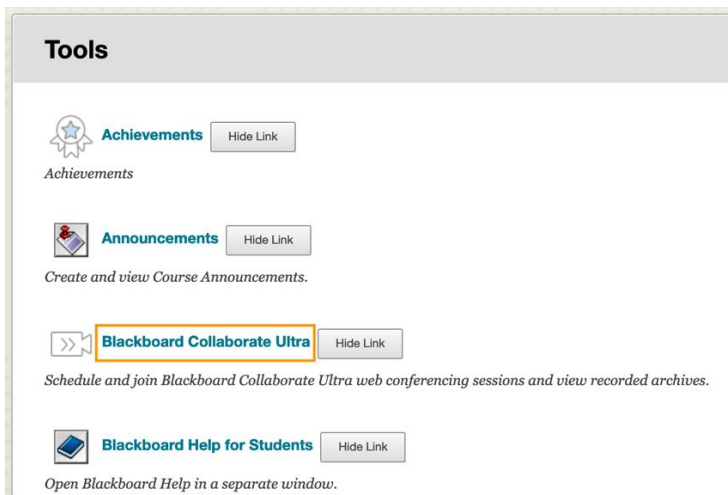 Tools
Achievements Hide Link
Achievements
Announcements Hide Link
Create and view Course Announcements.
Blackboard Collaborate Ultra Hide Link
Schedule and join Blackboard Collaborate Ultra web conferencing sessions and view recorded archives.
Blackboard Help for Students Hide Link
Open Blackboard Help in a separate window.